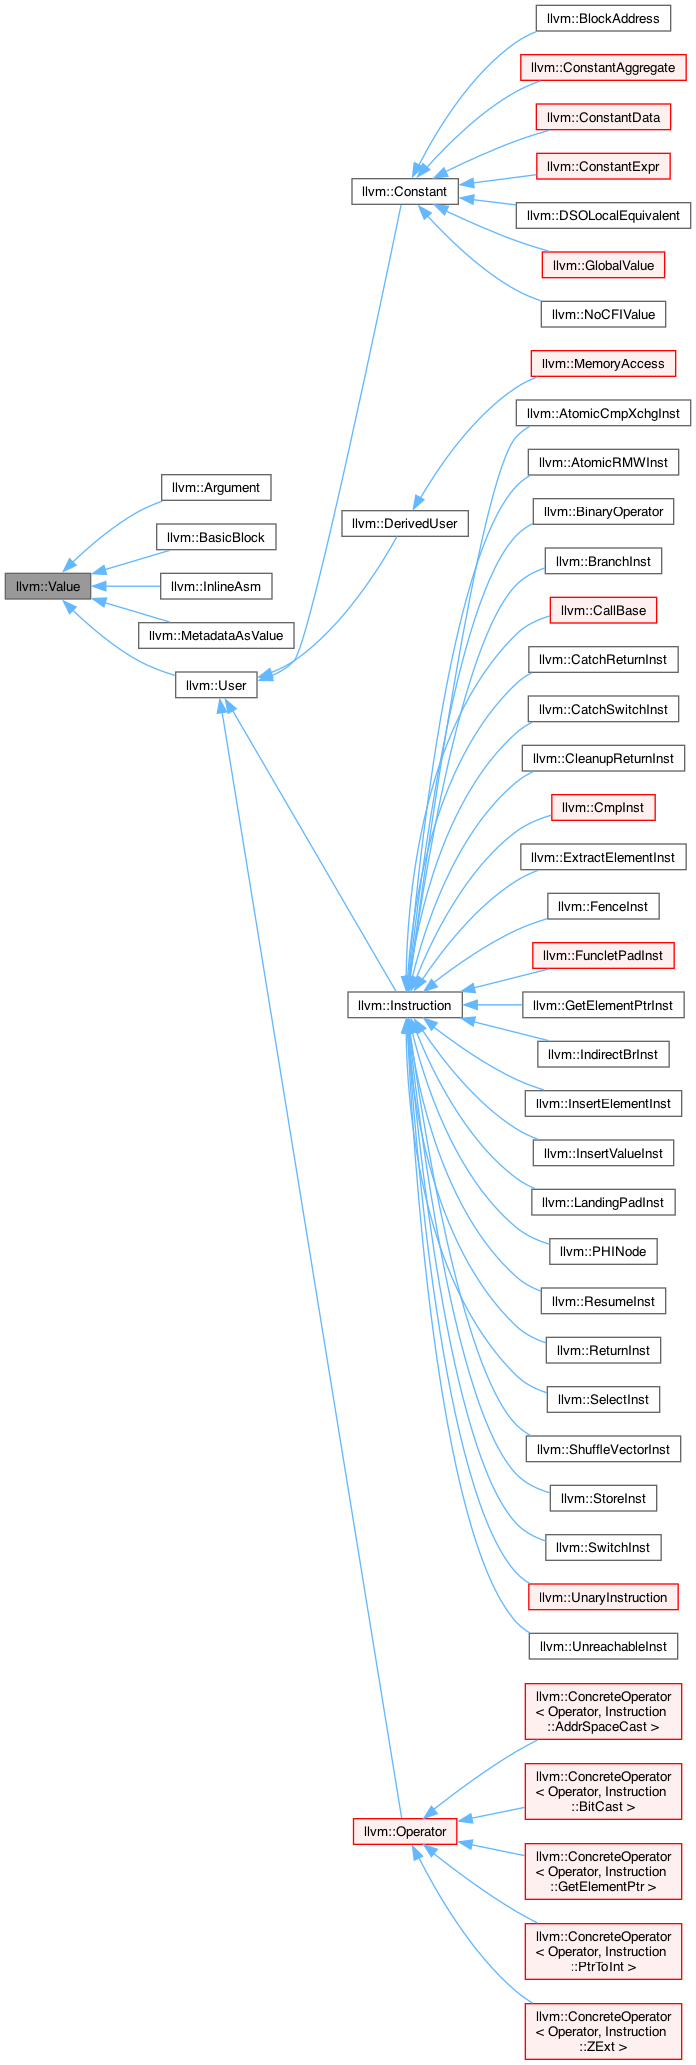 llvm::BlockAddress
llvm::ConstantAggregate
llvm::ConstantData
llvm::ConstantExpr
llvm::Constant
llvm::DSOLocalEquivalent
llvm::GlobalValue
llvm::NoCFIValue
llvm::MemoryAccess
llvm::AtomicCmpXchgInst
llvm::AtomicRMWInst
llvm::Argument
llvm::BinaryOperator
llvm::DerivedUser
llvm::BasicBlock
llvm::BranchInst
llvm::Value
llvm::InlineAsm
llvm::CallBase
llvm::MetadataAsValue
llvm::CatchReturnInst
llvm::User
llvm::CatchSwitchInst
llvm::CleanupReturnInst
llvm::CmpInst
llvm::ExtractElementInst
llvm::FenceInst
llvm::FuncletPadInst
llvm::Instruction
llvm::GetElementPtrInst
llvm::IndirectBrInst
llvm::InsertElementInst
llvm::InsertValueInst
llvm::LandingPadInst
llvm::PHINode
llvm::ResumeInst
llvm::ReturnInst
llvm::SelectInst
llvm::ShuffleVectorInst
llvm::StoreInst
llvm::SwitchInst
llvm::UnaryInstruction
llvm::UnreachableInst
llvm::ConcreteOperator
< Operator, Instruction
::AddrSpaceCast >
llvm::ConcreteOperator
< Operator, Instruction
::BitCast >
llvm::Operator
llvm::ConcreteOperator
< Operator, Instruction
::GetElementPtr >
llvm::ConcreteOperator
< Operator, Instruction
::PtrToInt >
llvm::ConcreteOperator
< Operator, Instruction
::ZExt >